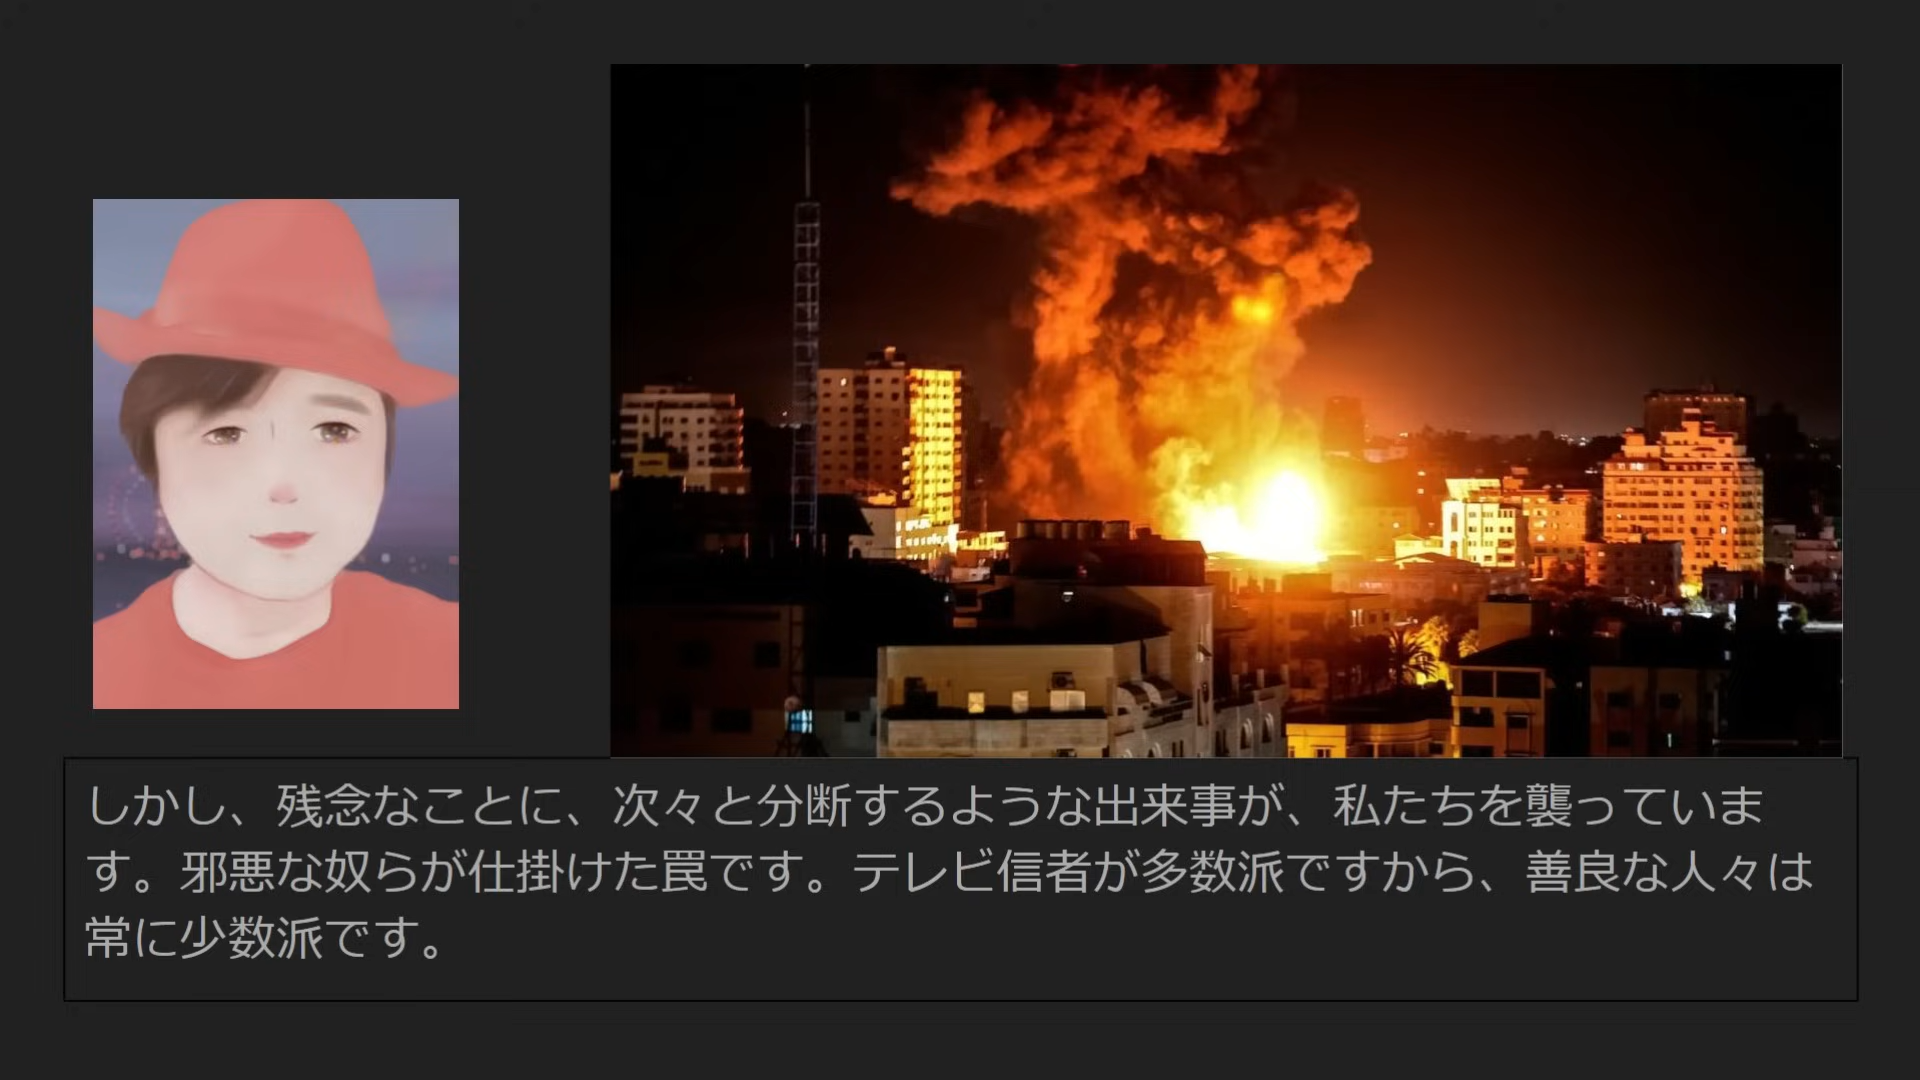 しかし、残念なことに、次々と分断するような出来事が、私たちを襲っていま
す。邪悪な奴らが仕掛けた罠です。テレビ信者が多数派ですから、善良な人々は
常に少数派です。